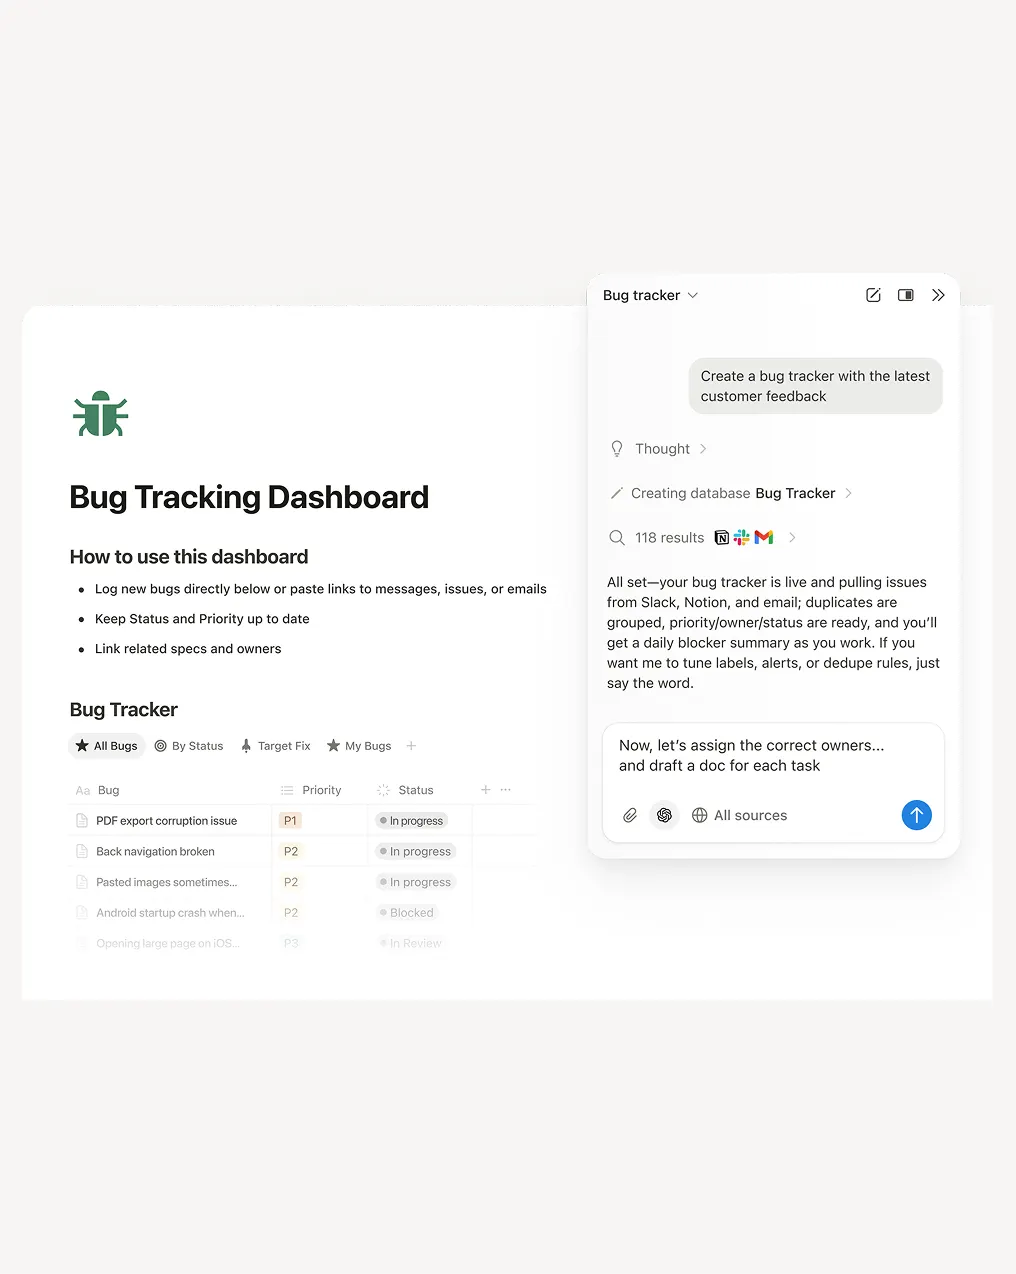 Bug Tracking Dashboard
How to use this dashboard
• Log new bugs directly below or paste links to messages, issues, or emails
• Keep Status and Priority up to date
• Link related specs and owners
Bug Tracker
All Bugs By Status Target Fix My Bugs +
Aa Bug Priority Status + ...
PDF export corruption issue P1 In progress
Back navigation broken P2 In progress
Pasted images sometimes... P2 In progress
Android startup crash when... P2 Blocked
Opening large page on iOS... P3 In Review
Bug tracker
Create a bug tracker with the latest
customer feedback
Thought
Creating database Bug Tracker
118 results N
All set—your bug tracker is live and pulling issues
from Slack, Notion, and email; duplicates are
grouped, priority/owner/status are ready, and you’ll
get a daily blocker summary as you work. If you
want me to tune labels, alerts, or dedupe rules, just
say the word.
Now, let’s assign the correct owners...
and draft a doc for each task
All sources